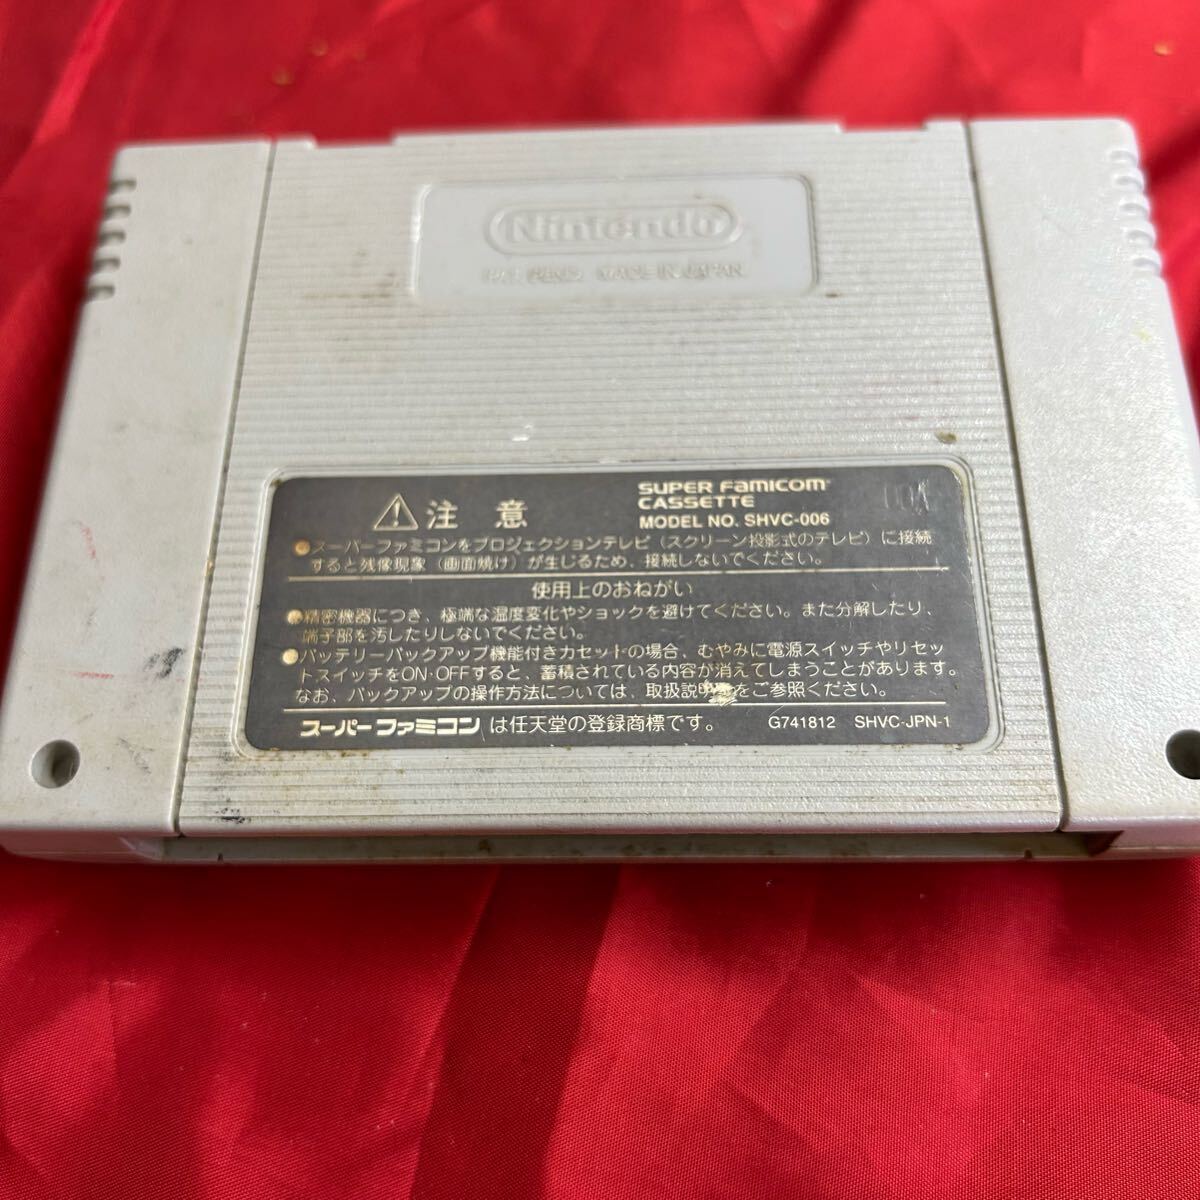 Nintendo
PAT. PEND. MADE IN JAPAN
注意
SUPER FAMICOM
CASSETTE
MODEL NO. SHVC-006
●スーパーファミコンをプロジェクションテレビ(スクリーン投影式のテレビ)に接続
すると残像現象(画面焼け)が生じるため、接続しないでください。
使用上のおねがい
●精密機器につき、極端な温度変化やショックを避けてください。また分解したり、
端子部を汚したりしないでください。
●バッテリーバックアップ機能付きカセットの場合、むやみに電源スイッチやリセッ
トスイッチをON・OFFすると、蓄積されている内容が消えてしまうことがあります。
なお、バックアップの操作方法については、取扱説明書をご参照ください。
スーパーファミコンは任天堂の登録商標です。 G741812 SHVC-JPN-1